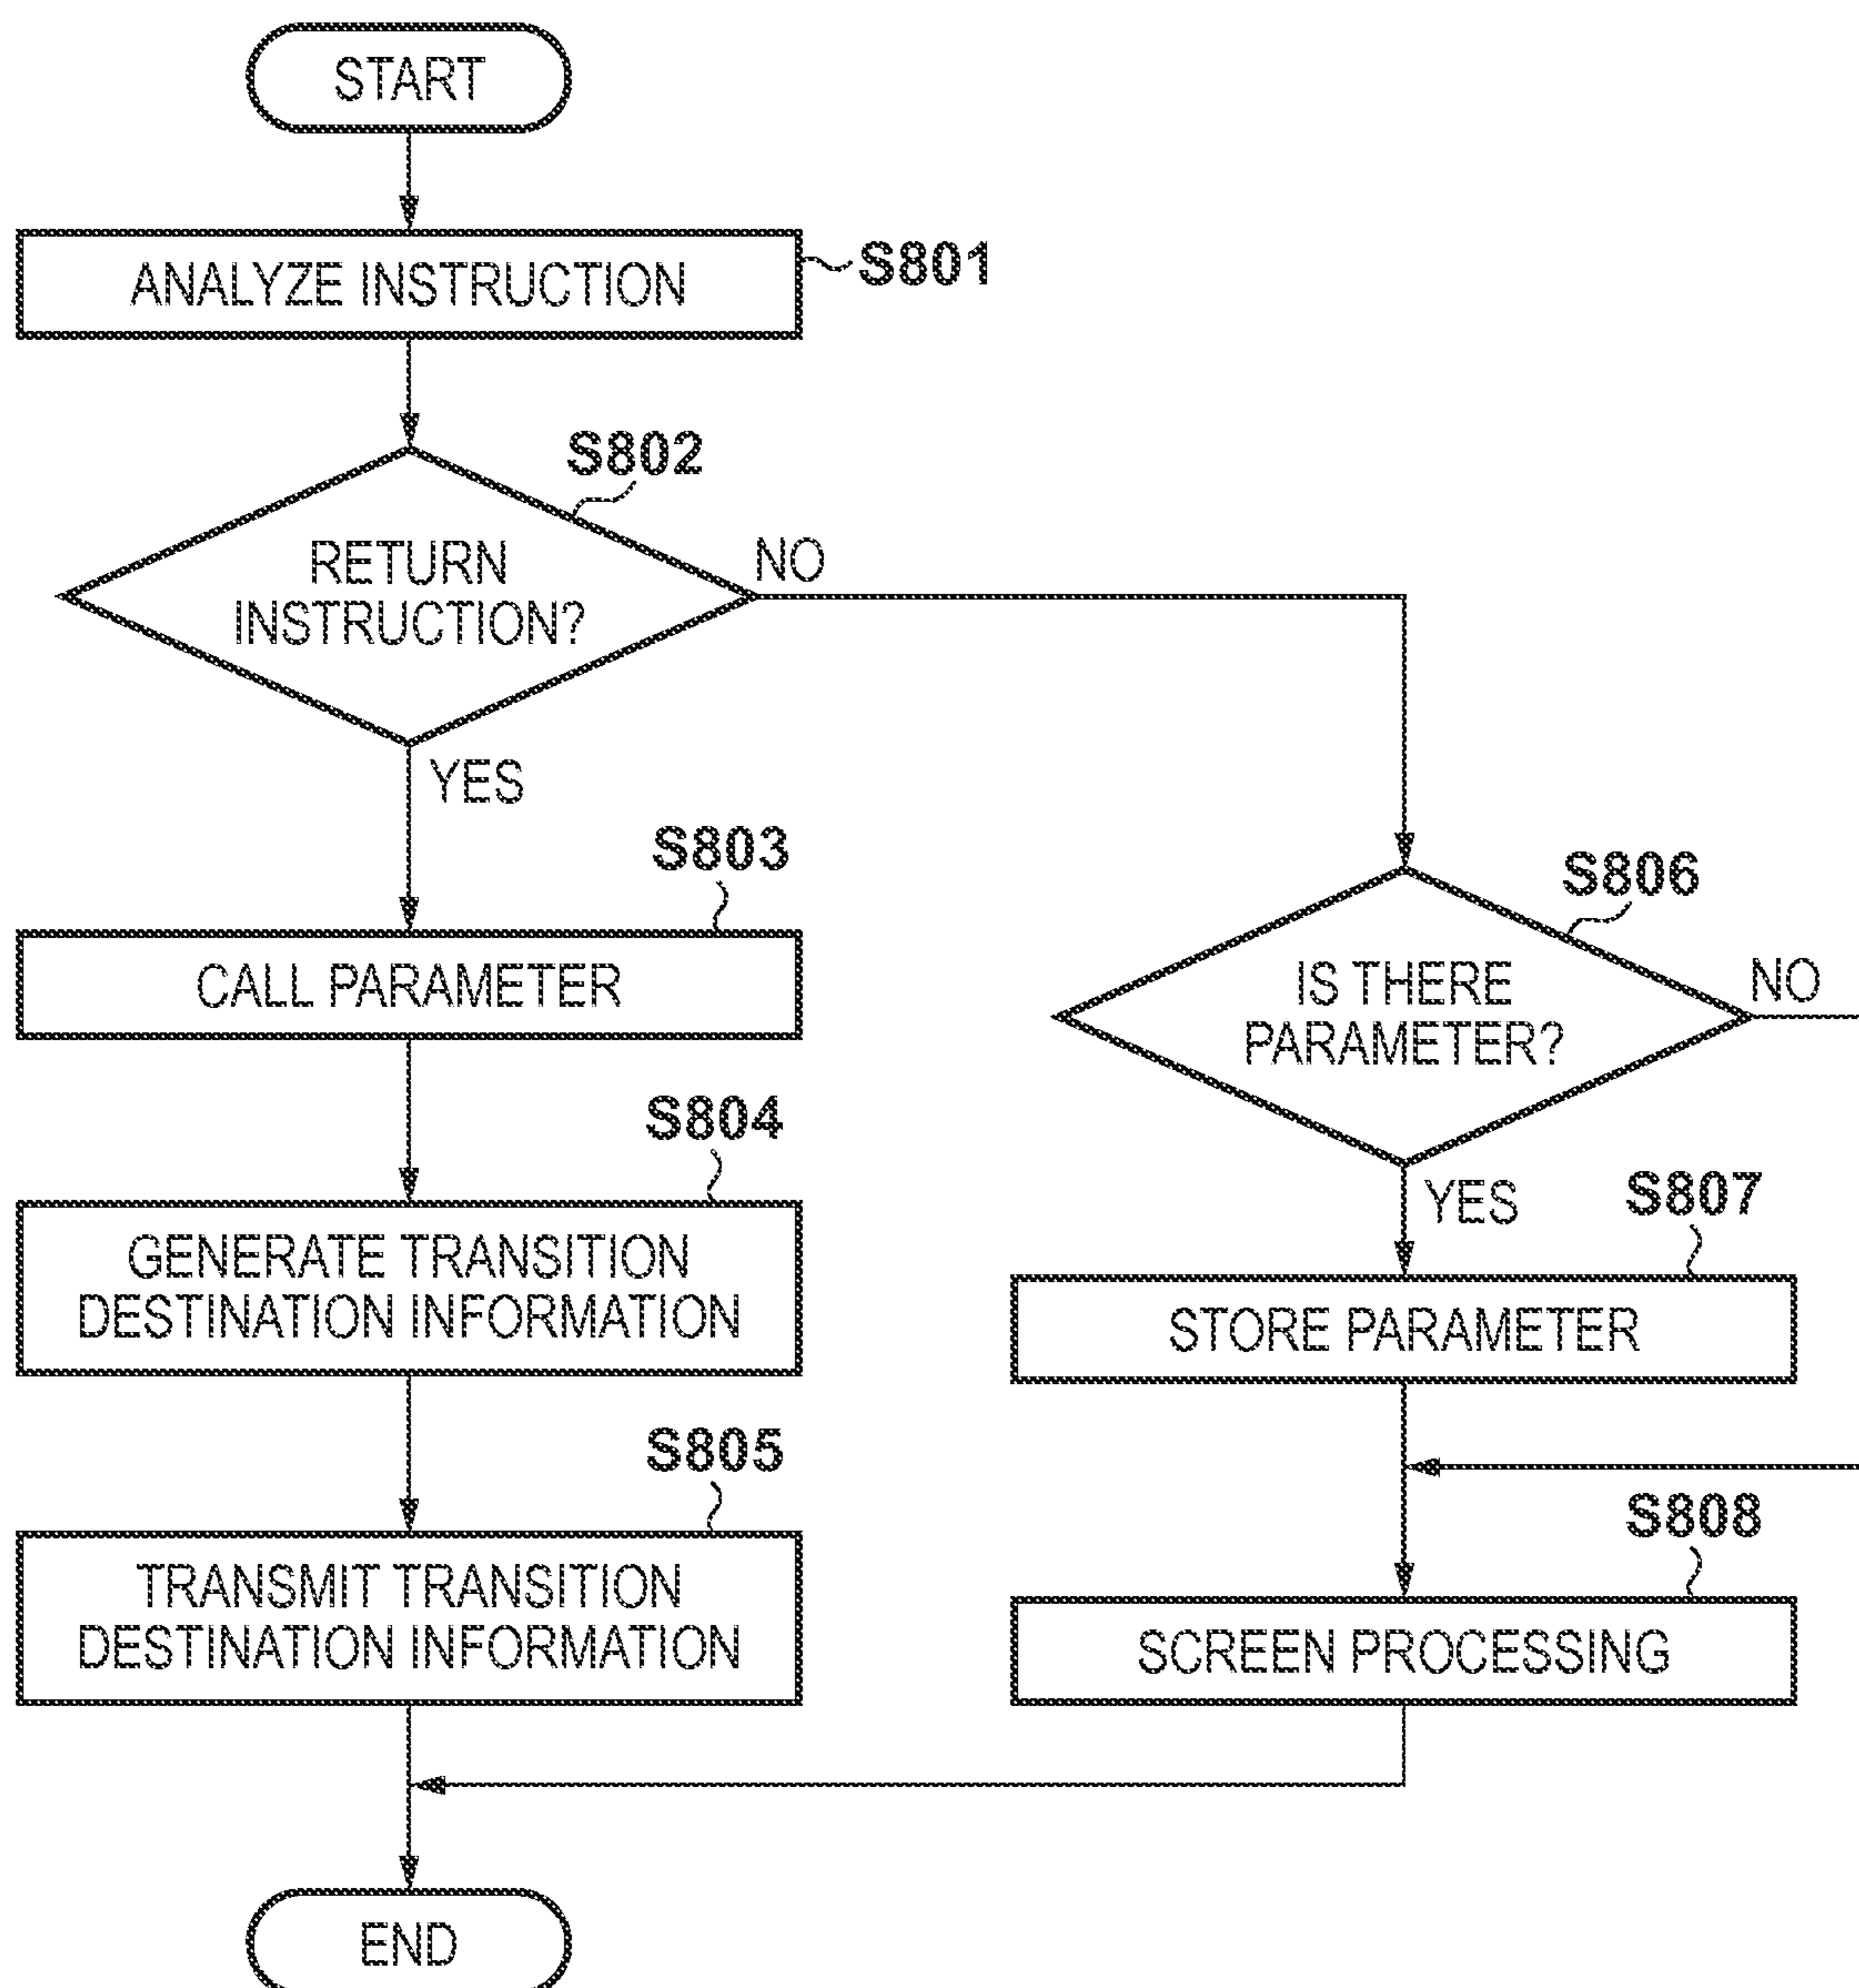 START
ANALYZE INSTRUCTION
S801
S802
RETURN
INSTRUCTION?
NO
YES
S803
CALL PARAMETER
S804
GENERATE TRANSITION
DESTINATION INFORMATION
S805
TRANSMIT TRANSITION
DESTINATION INFORMATION
S806
IS THERE
PARAMETER?
NO
YES
S807
STORE PARAMETER
S808
SCREEN PROCESSING
END